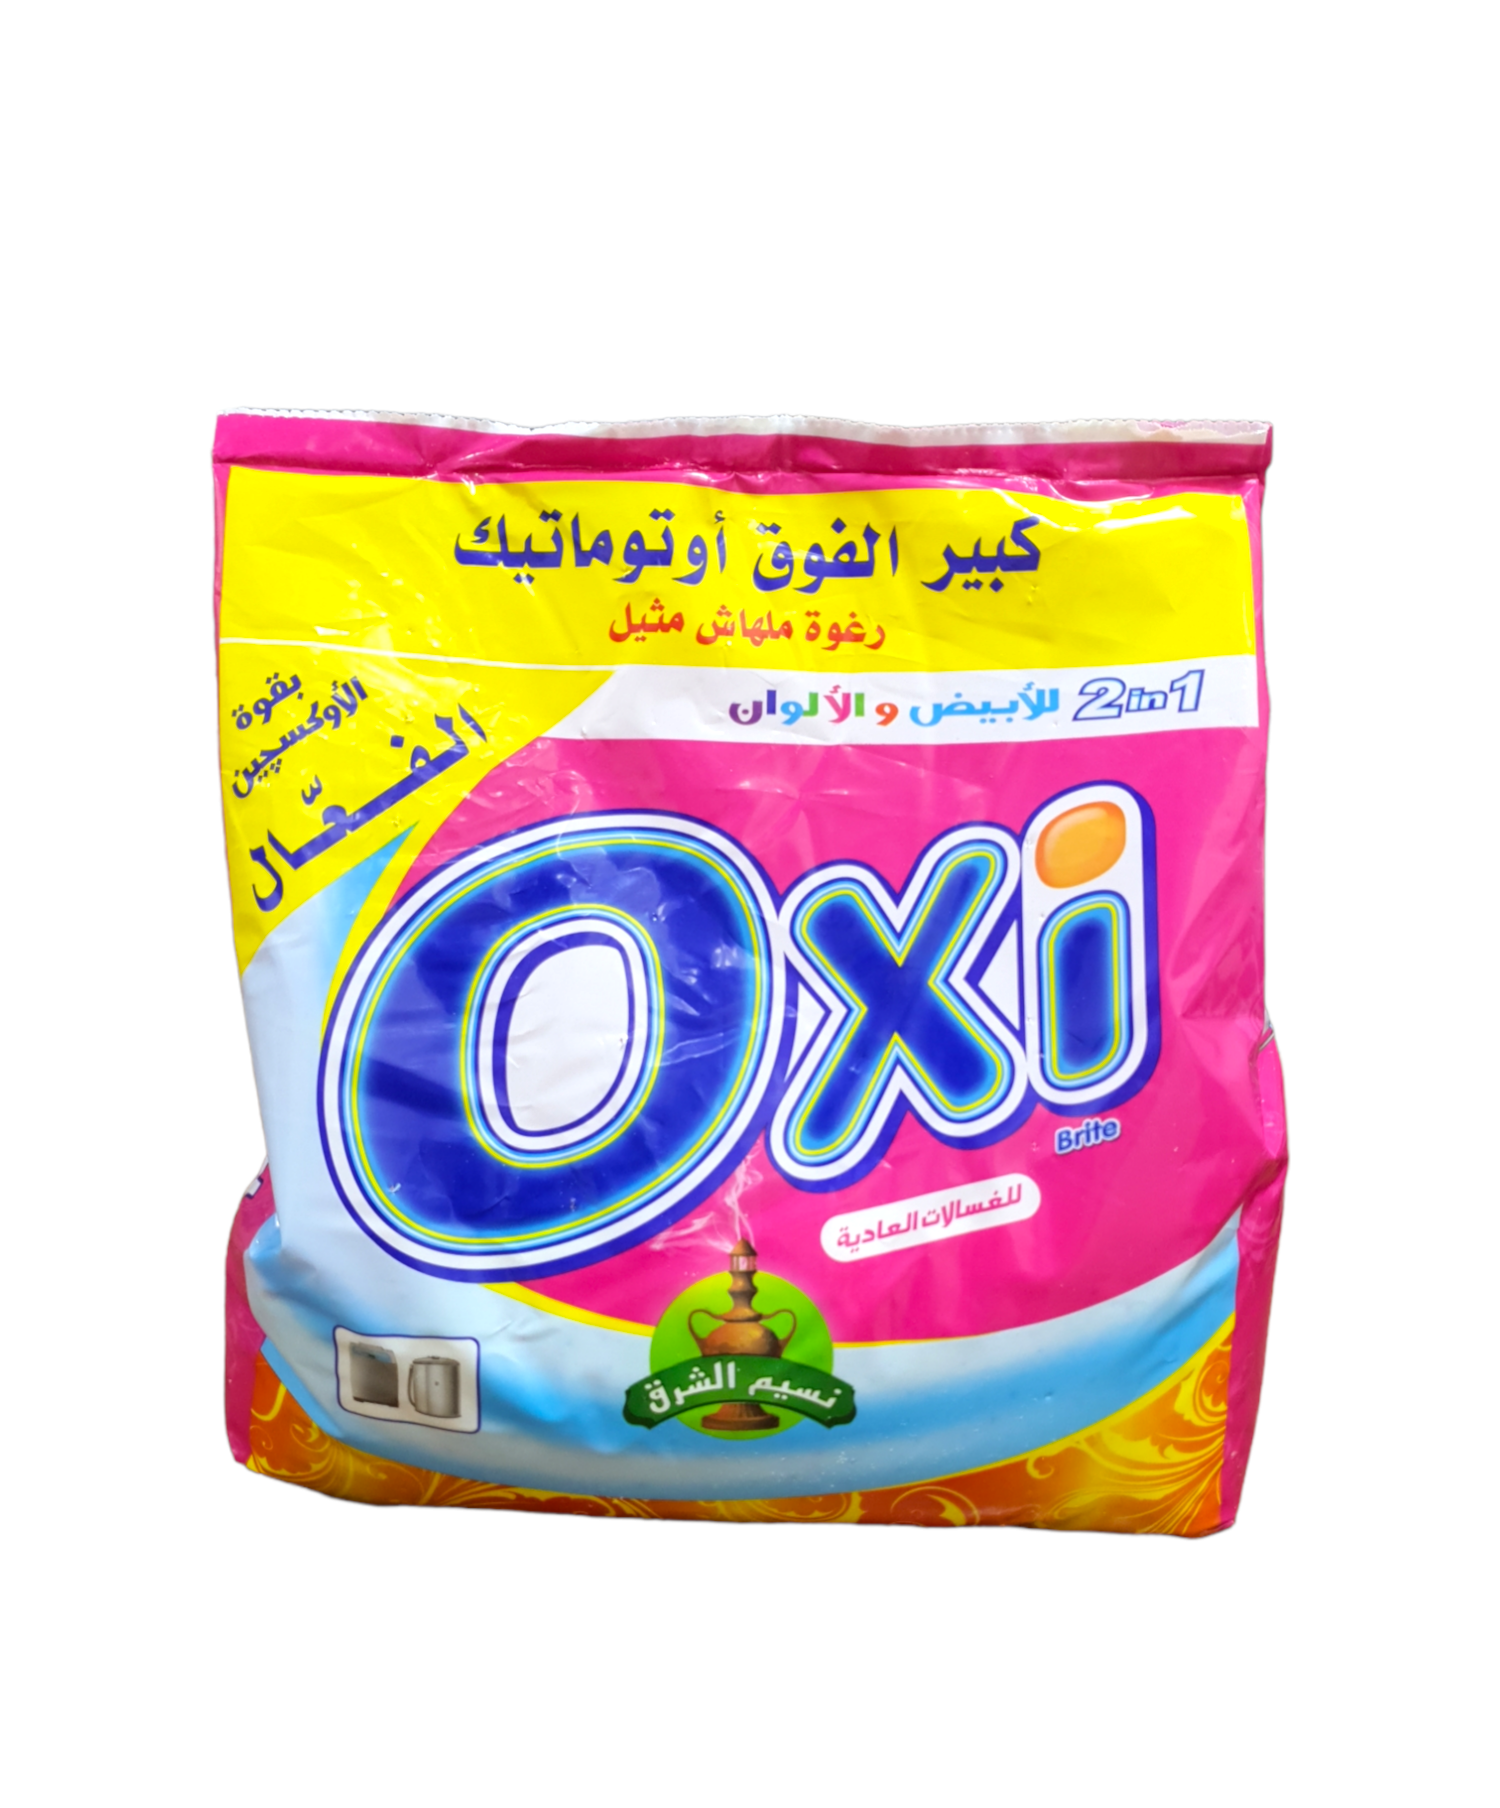 كبير الفوق أوتوماتيك
رغوة ملهاش مثيل
2in1 للأبيض و الألوان
بقوة
الأوكسچين
الفعّال
Oxi
Brite
للغسالات العادية
نسيم الشرق